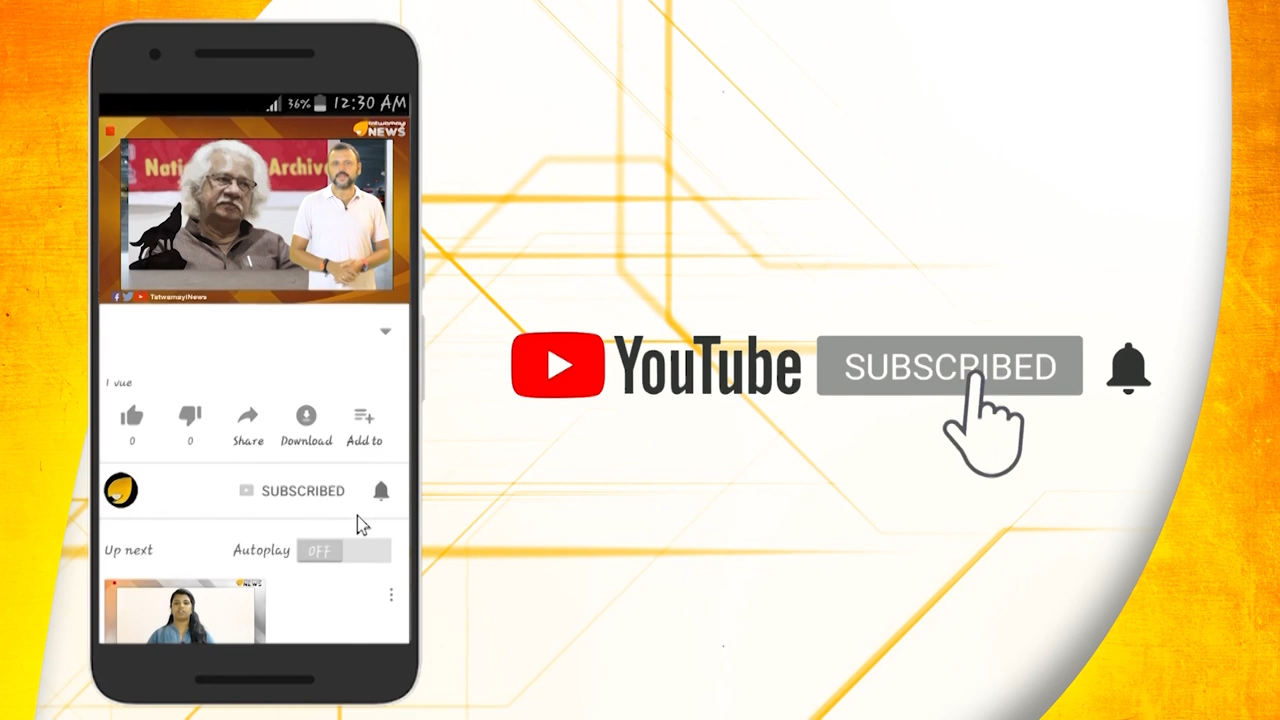 36% 12:30 AM
tatwamayi
NEWS
Nati Archiv
TatwamayiNews
1 vue
0 0 Share Download Add to
SUBSCRIBED
Up next Autoplay OFF
NEWS
YouTube SUBSCRIBED